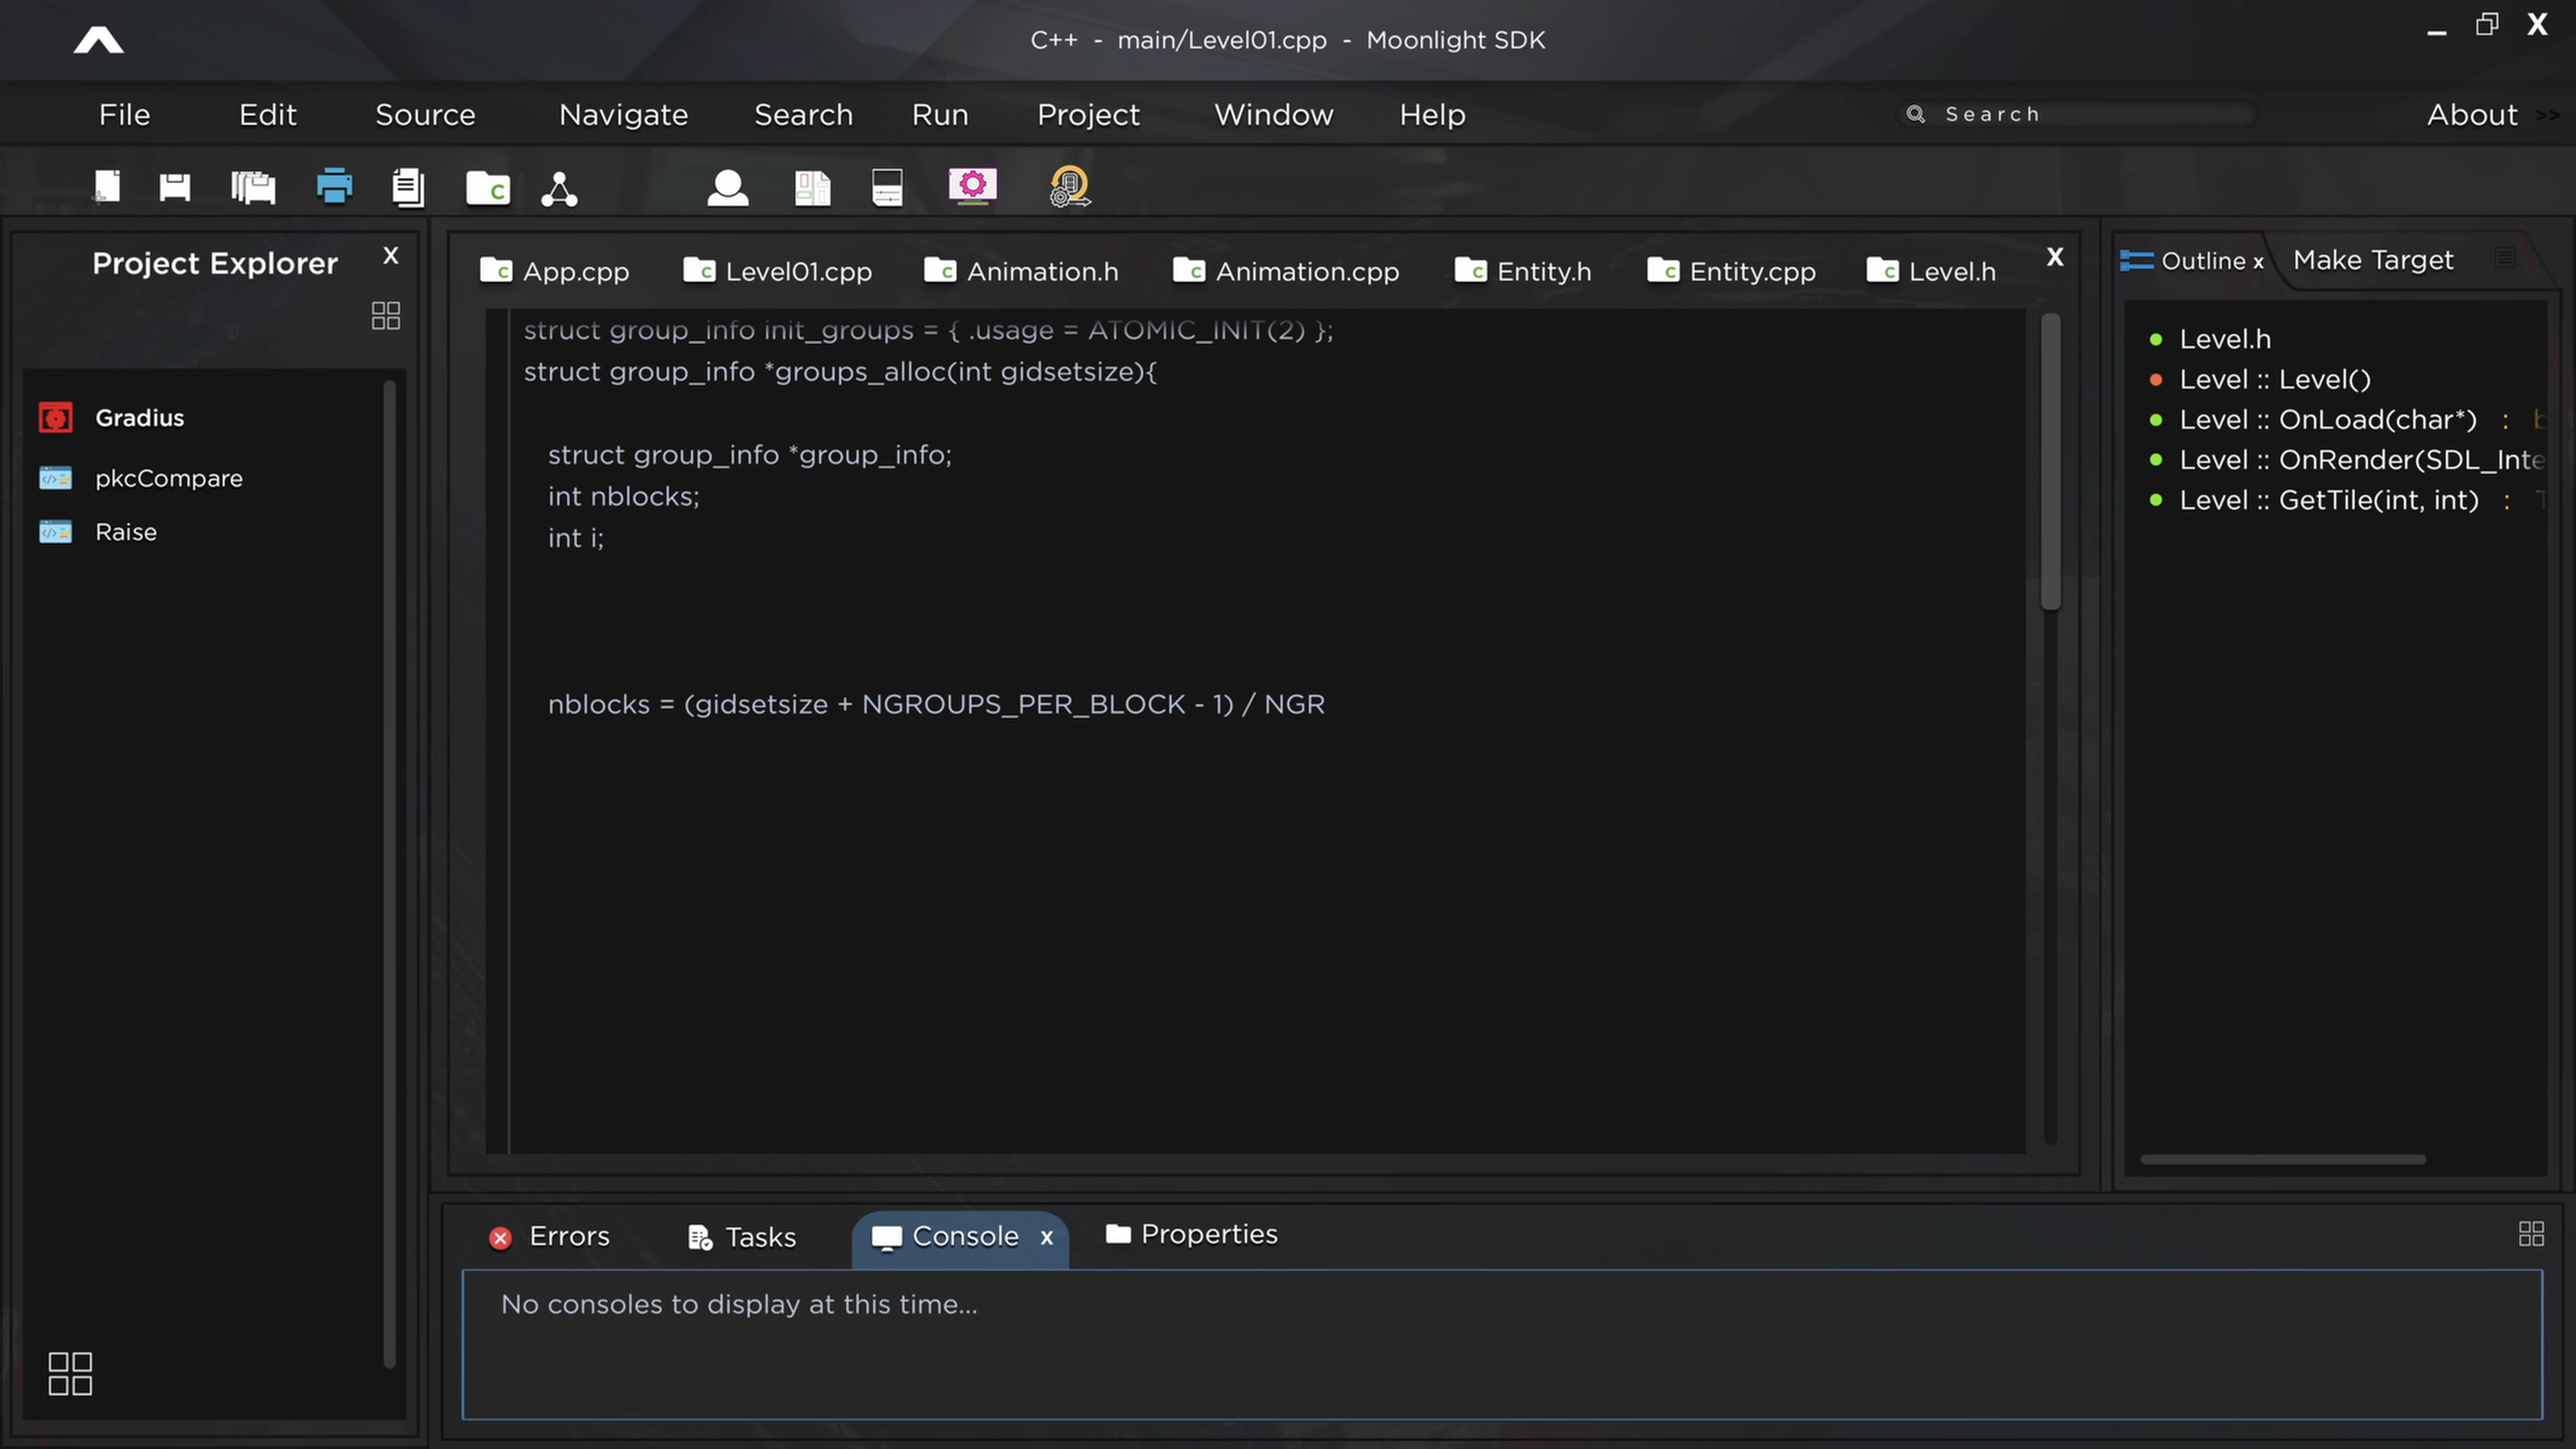 C++ - main/Level01.cpp - Moonlight SDK
X
File Edit Source Navigate Search Run Project Window Help Search About >>
Project Explorer X
Gradius
pkcCompare
Raise
App.cpp Level01.cpp Animation.h Animation.cpp Entity.h Entity.cpp Level.h X
struct group_info init_groups = { .usage = ATOMIC_INIT(2) };
struct group_info *groups_alloc(int gidsetsize){
struct group_info *group_info;
int nblocks;
int i;
nblocks = (gidsetsize + NGROUPS_PER_BLOCK - 1) / NGR
Outline x Make Target
Level.h
Level :: Level()
Level :: OnLoad(char*) : b
Level :: OnRender(SDL_Inte
Level :: GetTile(int, int) : T
Errors Tasks Console x Properties
No consoles to display at this time...